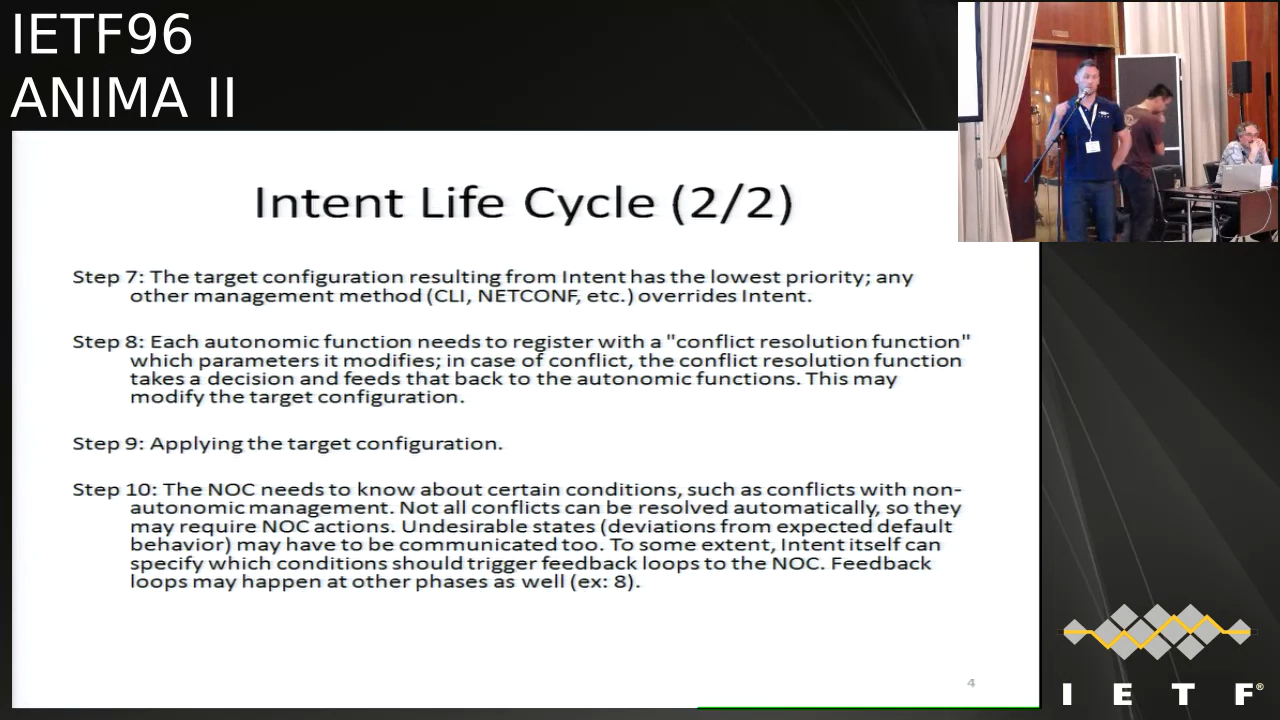 IETF96
ANIMA II
Intent Life Cycle (2/2)
Step 7: The target configuration resulting from Intent has the lowest priority; any
other management method (CLI, NETCONF, etc.) overrides Intent.
Step 8: Each autonomic function needs to register with a "conflict resolution function"
which parameters it modifies; in case of conflict, the conflict resolution function
takes a decision and feeds that back to the autonomic functions. This may
modify the target configuration.
Step 9: Applying the target configuration.
Step 10: The NOC needs to know about certain conditions, such as conflicts with non-
autonomic management. Not all conflicts can be resolved automatically, so they
may require NOC actions. Undesirable states (deviations from expected default
behavior) may have to be communicated too. To some extent, Intent itself can
specify which conditions should trigger feedback loops to the NOC. Feedback
loops may happen at other phases as well (ex: 8).
4
I E T F®